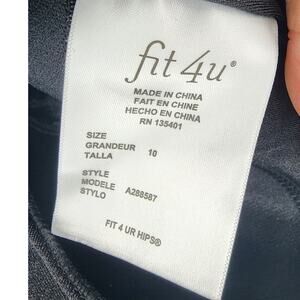 fit 4u®
MADE IN CHINA
FAIT EN CHINE
HECHO EN CHINA
RN 135401
SIZE
GRANDEUR 10
TALLA
STYLE
MODELE A288587
STYLO
FIT 4 UR HIPS®